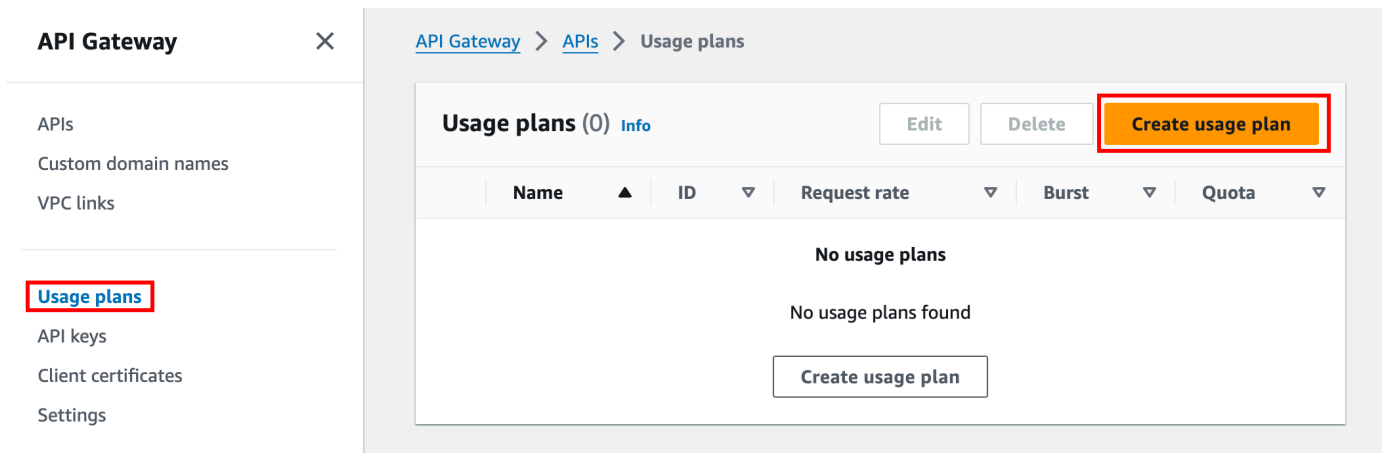 API Gateway
APIs
Custom domain names
VPC links
Usage plans
API keys
Client certificates
Settings
API Gateway > APIs > Usage plans
Usage plans (0) Info Edit Delete Create usage plan
Name ID Request rate Burst Quota
No usage plans
No usage plans found
Create usage plan